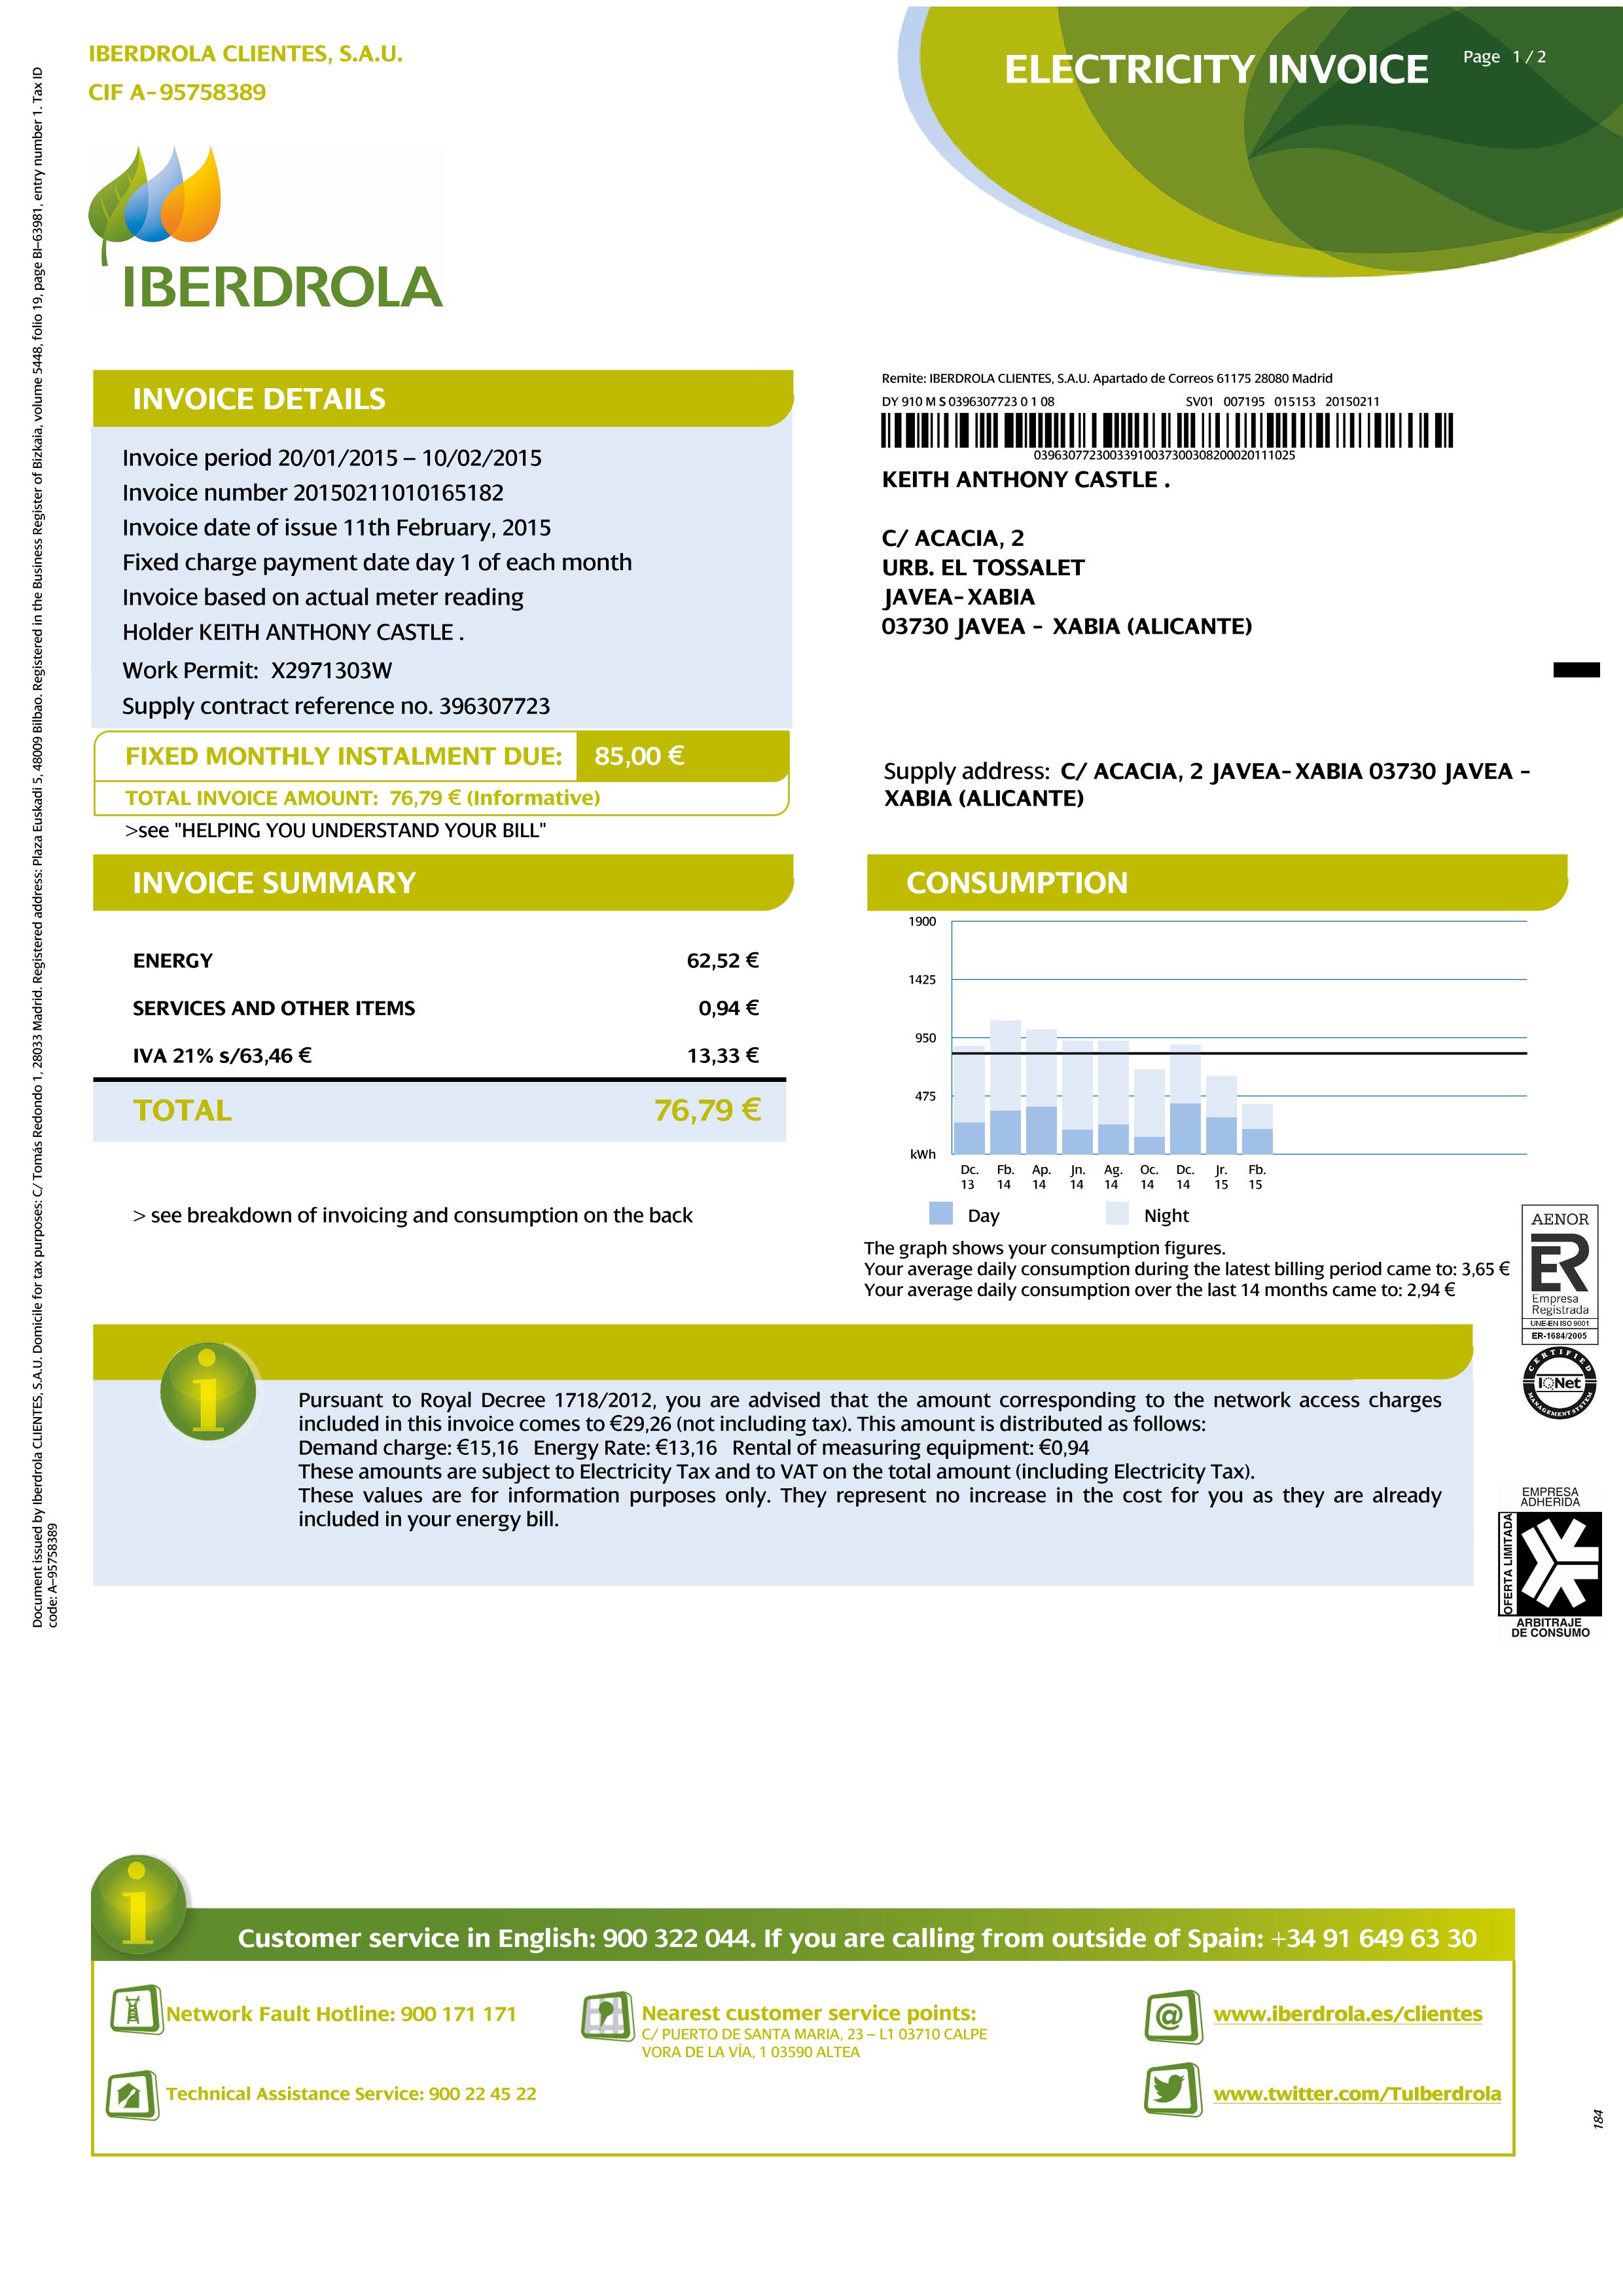 IBERDROLA CLIENTES, S.A.U.
CIF A-95758389
ELECTRICITY INVOICE
Page 1 / 2
IBERDROLA
Document issued by Iberdrola CLIENTES, S.A.U. Domicile for tax purposes: C/ Tomás Redondo 1, 28033 Madrid. Registered address: Plaza Euskadi 5, 48009 Bilbao. Registered in the Business Register of Bizkaia, volume 5448, folio 19, page BI-63981, entry number 1. Tax ID
code: A-95758389
INVOICE DETAILS
Invoice period 20/01/2015 – 10/02/2015
Invoice number 20150211010165182
Invoice date of issue 11th February, 2015
Fixed charge payment date day 1 of each month
Invoice based on actual meter reading
Holder KEITH ANTHONY CASTLE .
Work Permit: X2971303W
Supply contract reference no. 396307723
FIXED MONTHLY INSTALMENT DUE: 85,00 €
TOTAL INVOICE AMOUNT: 76,79 € (Informative)
>see "HELPING YOU UNDERSTAND YOUR BILL"
Remite: IBERDROLA CLIENTES, S.A.U. Apartado de Correos 61175 28080 Madrid
DY 910 M S 0396307723 0 1 08 SV01 007195 015153 20150211
0396307723003391003730030820002011102​5
KEITH ANTHONY CASTLE .
C/ ACACIA, 2
URB. EL TOSSALET
JAVEA-XABIA
03730 JAVEA - XABIA (ALICANTE)
Supply address: C/ ACACIA, 2 JAVEA-XABIA 03730 JAVEA -
XABIA (ALICANTE)
INVOICE SUMMARY
ENERGY 62,52 €
SERVICES AND OTHER ITEMS 0,94 €
IVA 21% s/63,46 € 13,33 €
TOTAL 76,79 €
> see breakdown of invoicing and consumption on the back
CONSUMPTION
1900
1425
950
475
kWh
Dc. Fb. Ap. Jn. Ag. Oc. Dc. Jr. Fb.
13 14 14 14 14 14 14 15 15
Day Night
The graph shows your consumption figures.
Your average daily consumption during the latest billing period came to: 3,65 €
Your average daily consumption over the last 14 months came to: 2,94 €
AENOR
ER
Empresa
Registrada
UNE-EN ISO 9001
ER-1684/2005
CERTIFIED
IQNet
MANAGEMENT SYSTEM
i
Pursuant to Royal Decree 1718/2012, you are advised that the amount corresponding to the network access charges
included in this invoice comes to €29,26 (not including tax). This amount is distributed as follows:
Demand charge: €15,16 Energy Rate: €13,16 Rental of measuring equipment: €0,94
These amounts are subject to Electricity Tax and to VAT on the total amount (including Electricity Tax).
These values are for information purposes only. They represent no increase in the cost for you as they are already
included in your energy bill.
EMPRESA
ADHERIDA
OFERTA LIMITADA
ARBITRAJE
DE CONSUMO
i
Customer service in English: 900 322 044. If you are calling from outside of Spain: +34 91 649 63 30
Network Fault Hotline: 900 171 171
Technical Assistance Service: 900 22 45 22
Nearest customer service points:
C/ PUERTO DE SANTA MARIA, 23 – L1 03710 CALPE
VORA DE LA VÍA, 1 03590 ALTEA
@ www.iberdrola.es/clientes
www.twitter.com/TuIberdrola
184